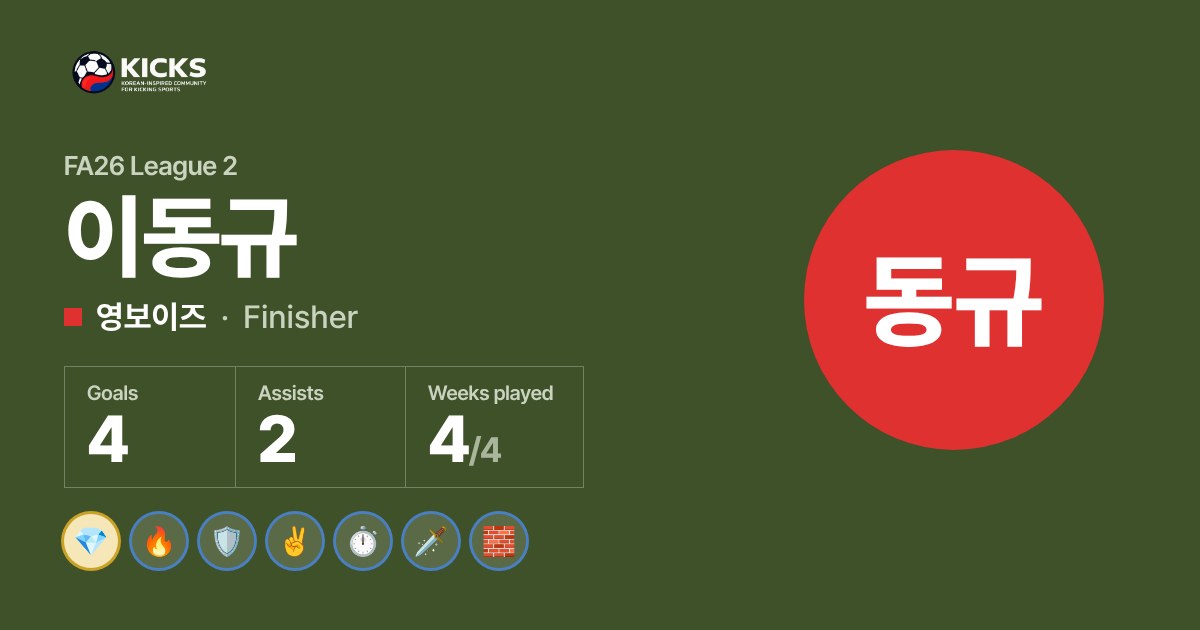 KICKS
KOREAN-INSPIRED COMMUNITY
FOR KICKING SPORTS
FA26 League 2
이동규
영보이즈 · Finisher
Goals
4
Assists
2
Weeks played
4/4
동규